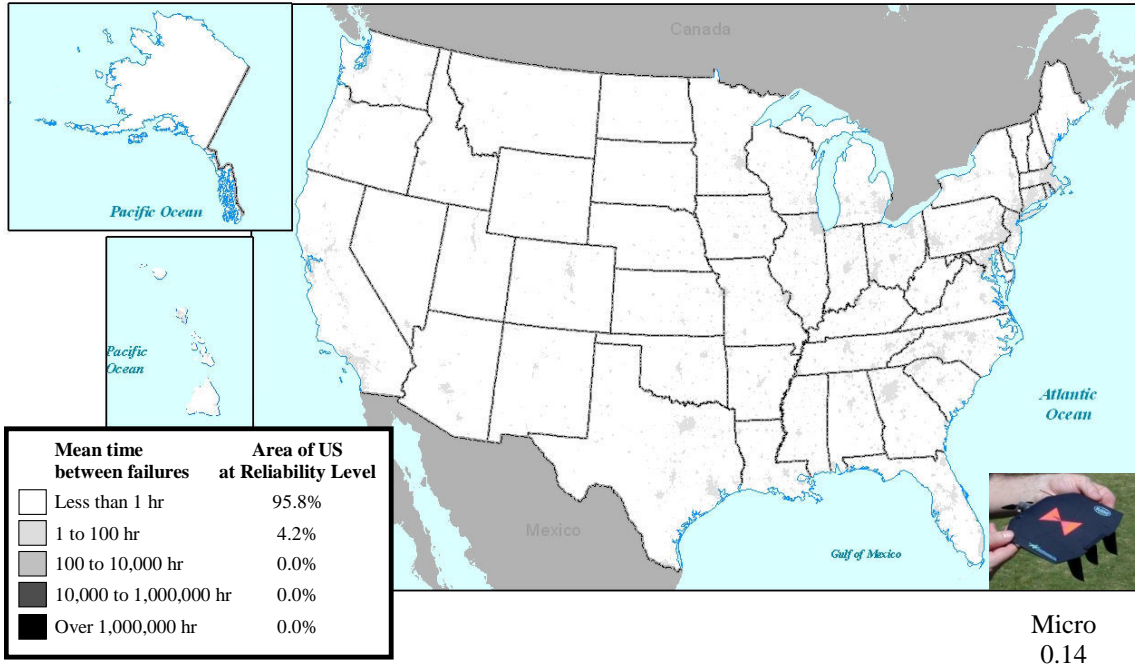 Canada
Pacific Ocean
Pacific
Ocean
Atlantic
Ocean
Mexico
Gulf of Mexico
Mean time
between failures
Area of US
at Reliability Level
Less than 1 hr 95.8%
1 to 100 hr 4.2%
100 to 10,000 hr 0.0%
10,000 to 1,000,000 hr 0.0%
Over 1,000,000 hr 0.0%
Micro
0.14